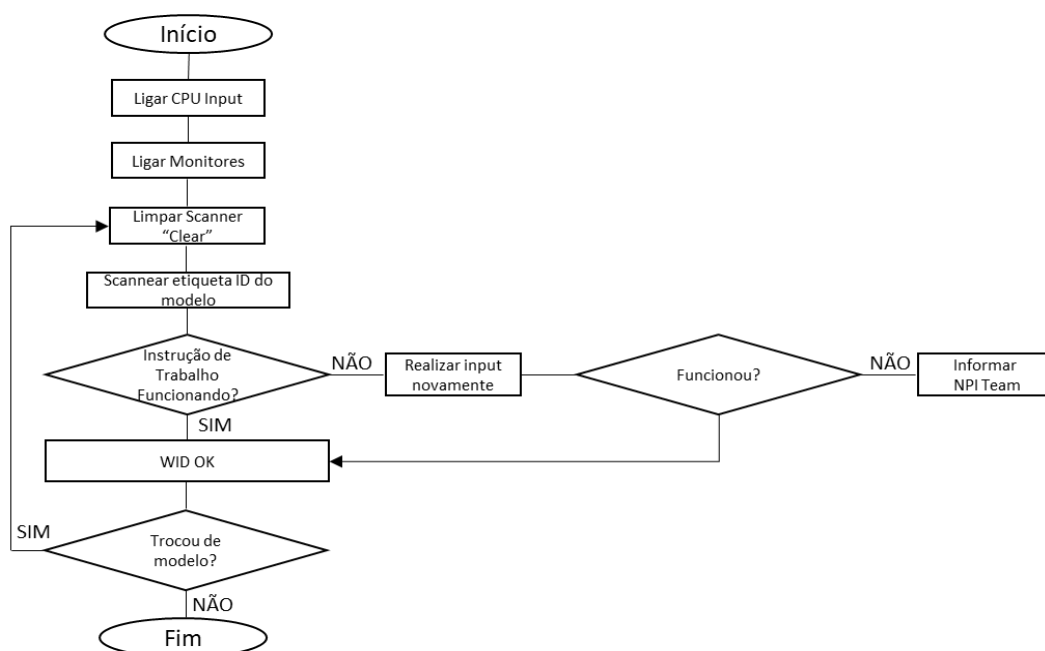 Início
Ligar CPU Input
Ligar Monitores
Limpar Scanner
“Clear”
Scannear etiqueta ID do
modelo
Instrução de
Trabalho
Funcionando?
NÃO
Realizar input
novamente
Funcionou?
NÃO
Informar
NPI Team
SIM
WID OK
SIM
Trocou de
modelo?
NÃO
Fim